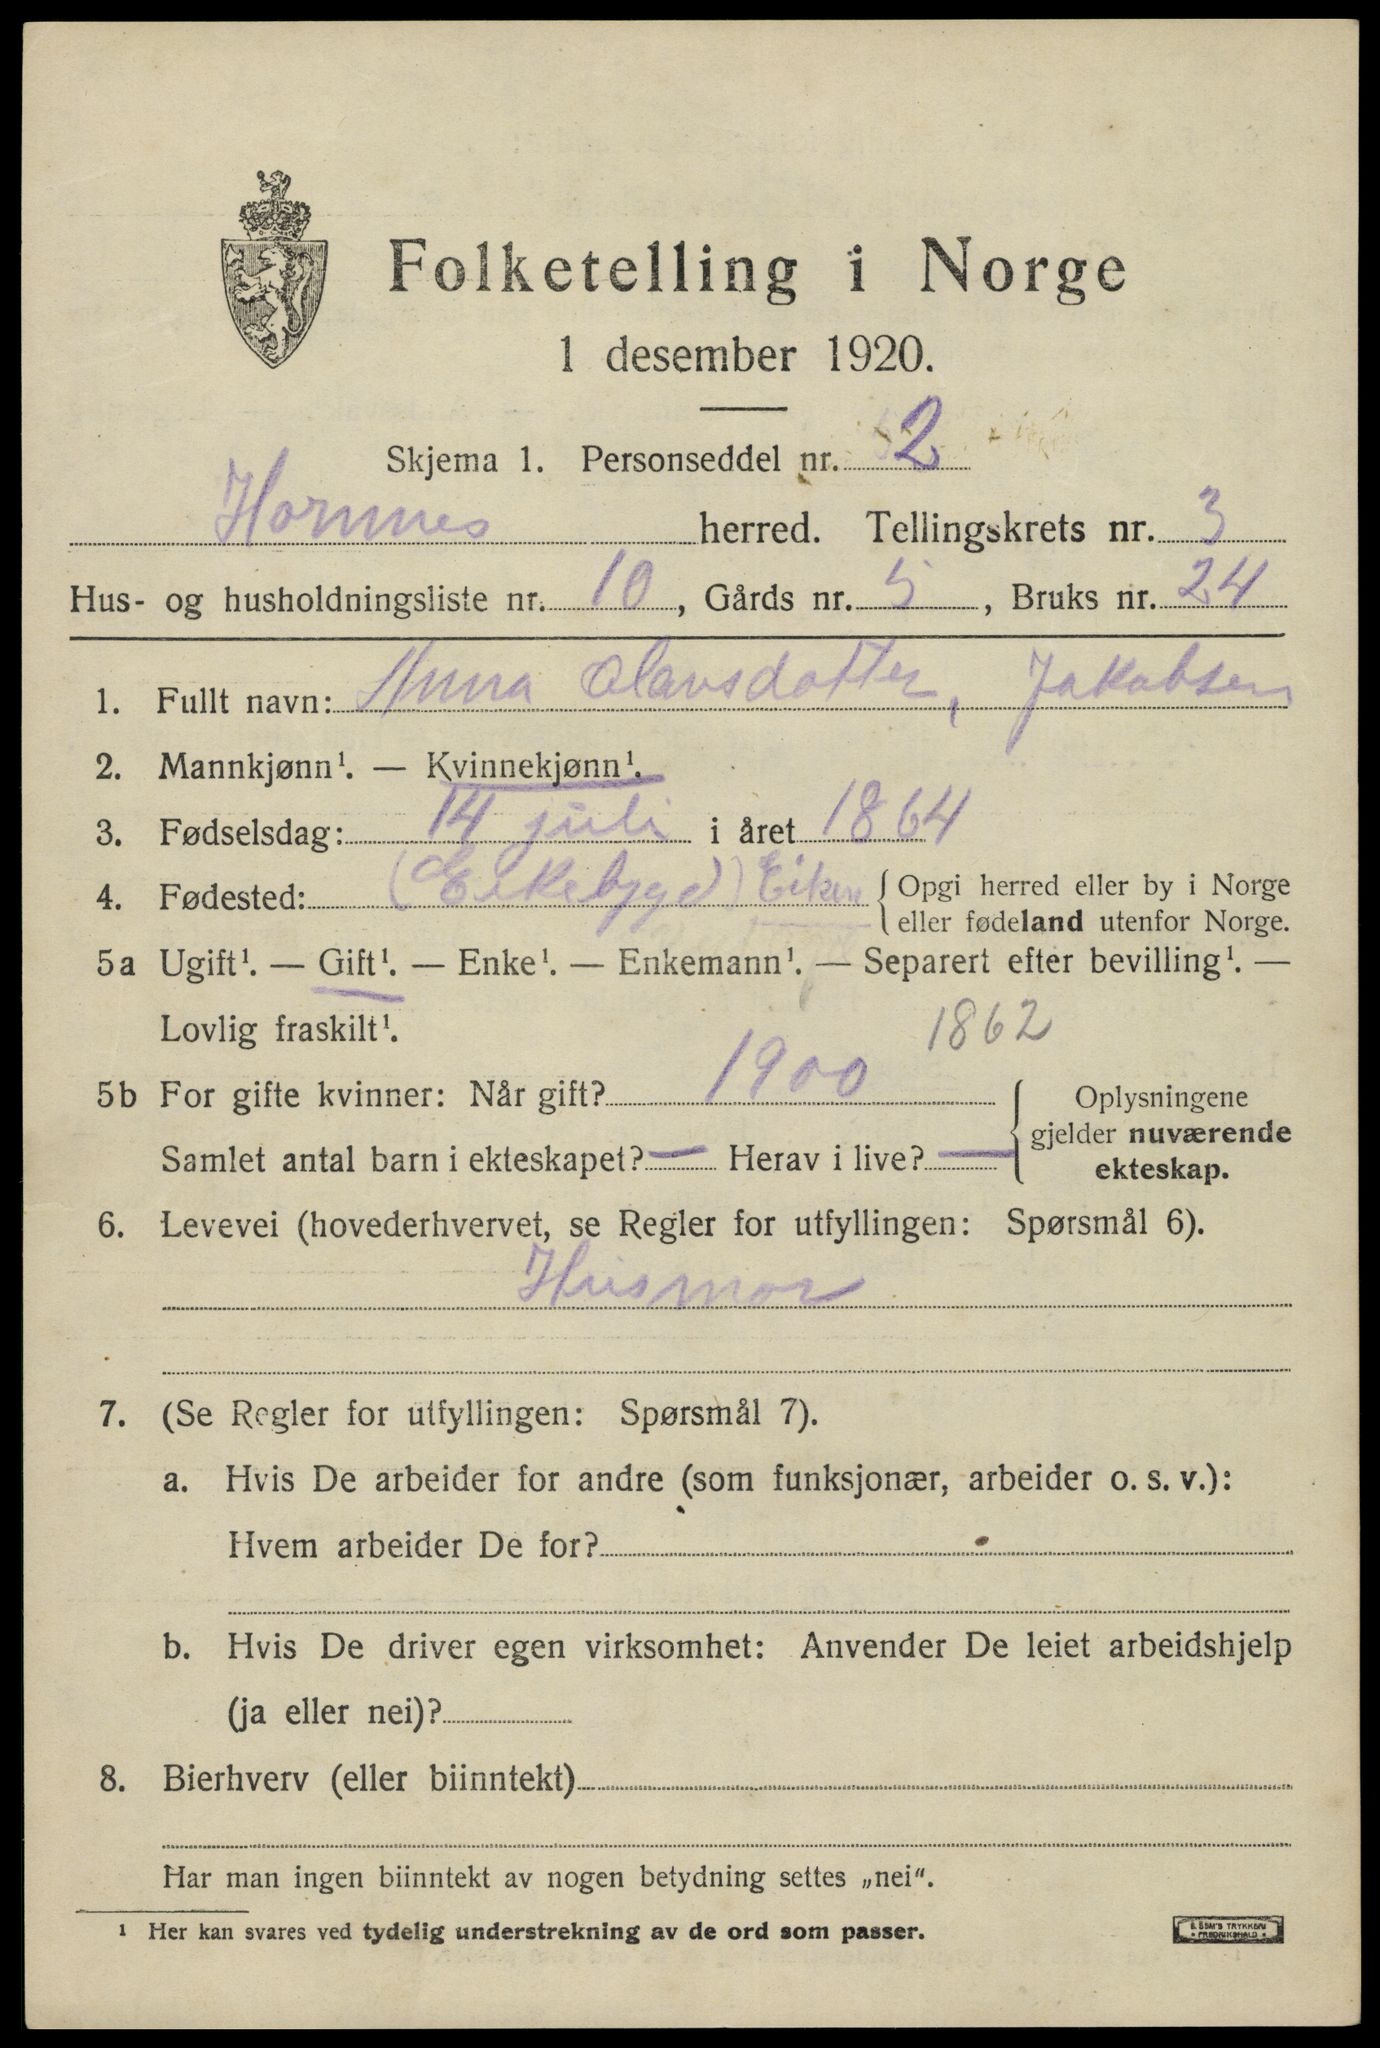 Folketelling i Norge
1 desember 1920.
Skjema 1. Personseddel nr. 2
Hornnes herred. Tellingskrets nr. 3
Hus- og husholdningsliste nr. 10, Gårds nr. 5, Bruks nr. 24
1. Fullt navn: Anna Olavsdotter, Jakobsen
2. Mannkjønn¹. — Kvinnekjønn¹.
3. Fødselsdag: 14 juli i året 1864
4. Fødested: (Eikebygd) Eiken { Opgi herred eller by i Norge
eller fødeland utenfor Norge.
5a Ugift¹. — Gift¹. — Enke¹. — Enkemann¹. — Separert efter bevilling¹. —
Lovlig fraskilt¹. 1862
5b For gifte kvinner: Når gift? 1900
Samlet antal barn i ekteskapet? — Herav i live? —
{ Oplysningene
gjelder nuværende
ekteskap.
6. Levevei (hovederhvervet, se Regler for utfyllingen: Spørsmål 6).
Husmor
7. (Se Regler for utfyllingen: Spørsmål 7).
a. Hvis De arbeider for andre (som funksjonær, arbeider o. s. v.):
Hvem arbeider De for?
b. Hvis De driver egen virksomhet: Anvender De leiet arbeidshjelp
(ja eller nei)?
8. Bierhverv (eller biinntekt)
Har man ingen biinntekt av nogen betydning settes „nei“.
¹ Her kan svares ved tydelig understrekning av de ord som passer.
TRYKKERI
FREDRIKSHALD